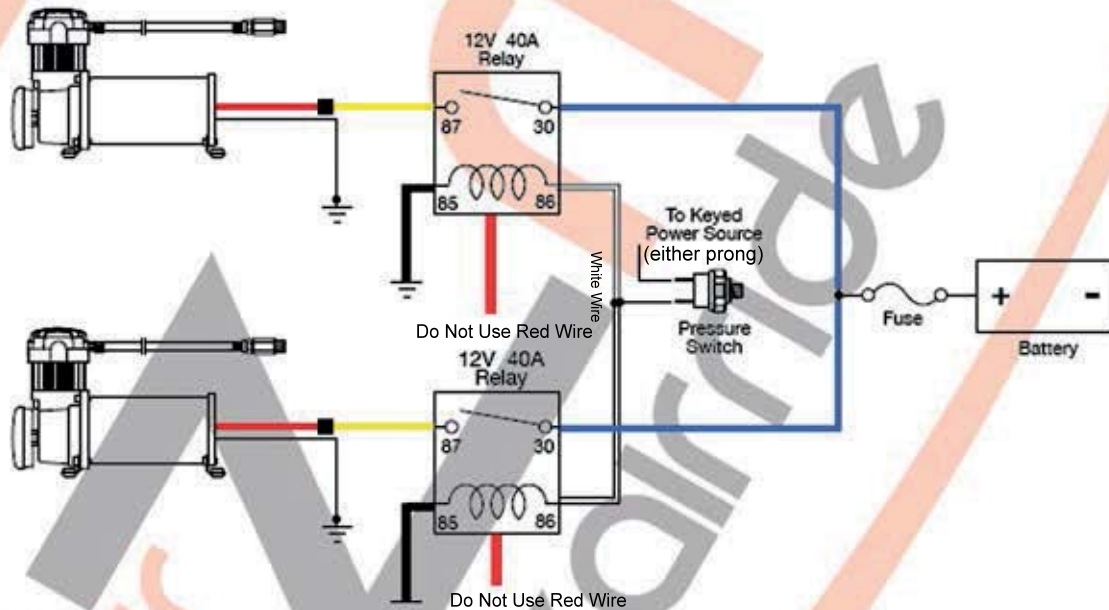 12V 40A
Relay
87
30
85
86
To Keyed
Power Source
(either prong)
White Wire
Pressure
Switch
Fuse
+
-
Battery
Do Not Use Red Wire
12V 40A
Relay
87
30
85
86
Do Not Use Red Wire
airride